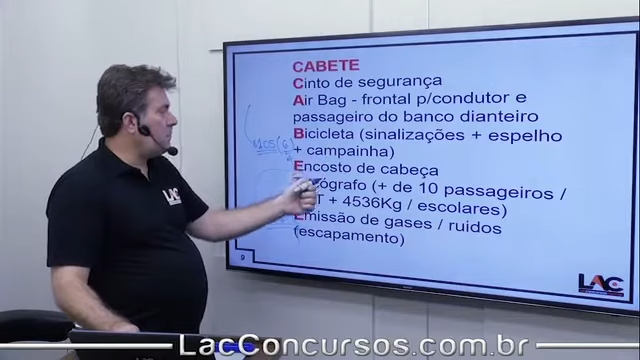 CABETE
Cinto de segurança
Air Bag - frontal p/condutor e
passageiro do banco dianteiro
Bicicleta (sinalizações + espelho
+ campainha)
Encosto de cabeça
ógrafo (+ de 10 passageiros /
T + 4536Kg / escolares)
Emissão de gases / ruidos
(escapamento)
9
LAC
LAC
LacConcursos.com.br